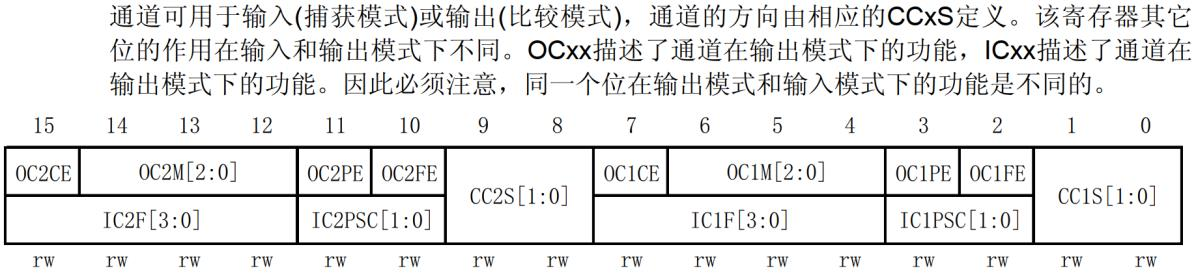 通道可用于输入(捕获模式)或输出(比较模式)，通道的方向由相应的CCxS定义。该寄存器其它
位的作用在输入和输出模式下不同。OCxx描述了通道在输出模式下的功能，ICxx描述了通道在
输出模式下的功能。因此必须注意，同一个位在输出模式和输入模式下的功能是不同的。
15 14 13 12 11 10 9 8 7 6 5 4 3 2 1 0
OC2CE OC2M[2:0] OC2PE OC2FE CC2S[1:0] OC1CE OC1M[2:0] OC1PE OC1FE CC1S[1:0]
IC2F[3:0] IC2PSC[1:0] IC1F[3:0] IC1PSC[1:0]
rw rw rw rw rw rw rw rw rw rw rw rw rw rw rw rw